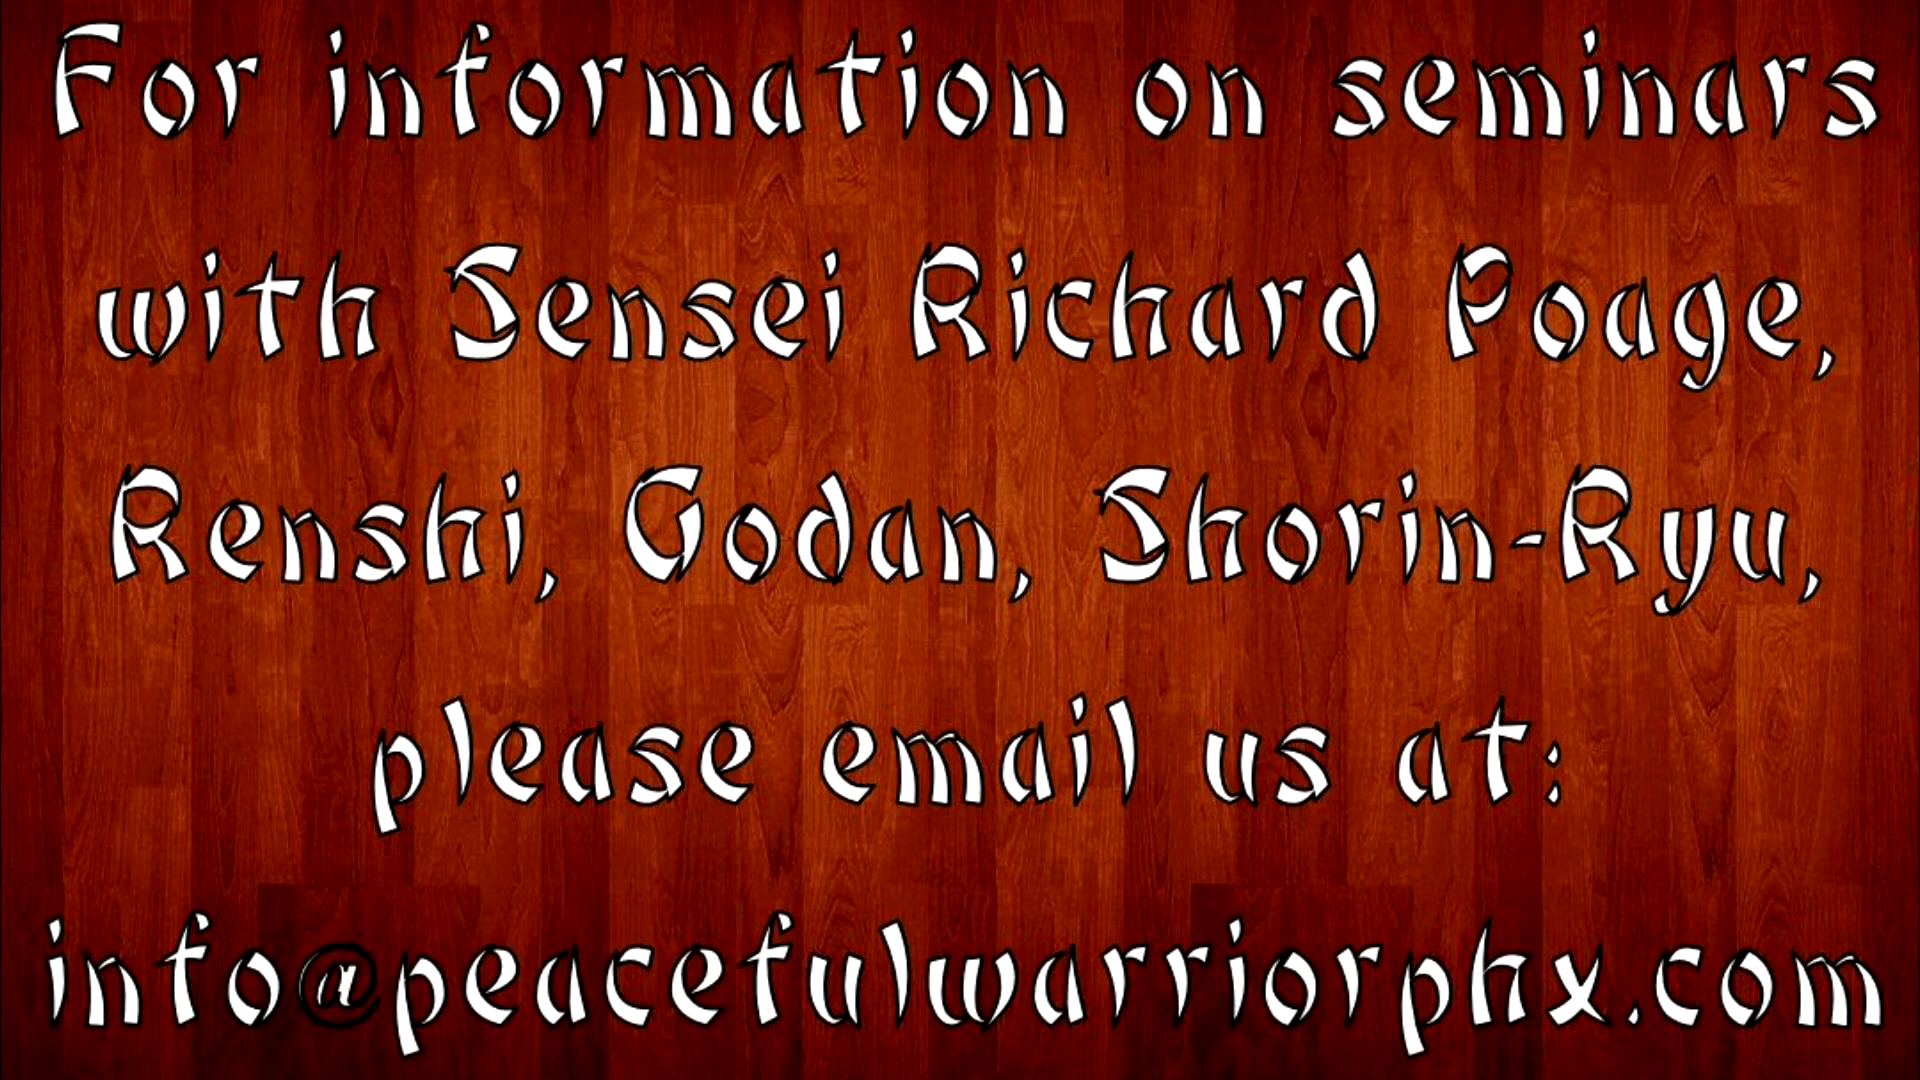 For information on seminars
with Sensei Richard Poage,
Renshi, Godan, Shorin-Ryu,
please email us at:
info@peacefulwarriorphx.com